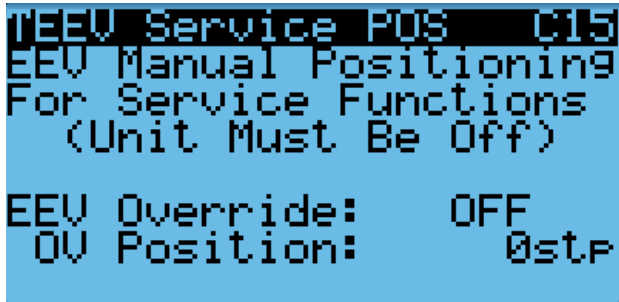 TEEV Service POS C15
EEV Manual Positioning
For Service Functions
(Unit Must Be Off)
EEV Override: OFF
OV Position: 0stp